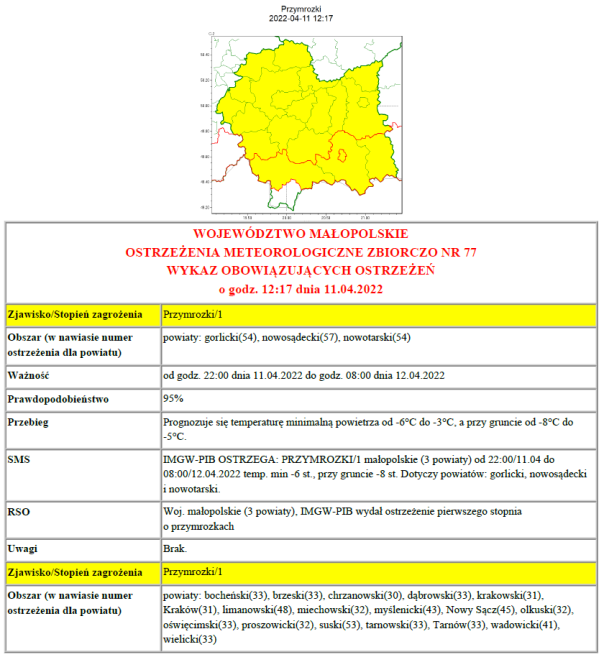 Przymrozki
2022-04-11 12:17
WOJEWÓDZTWO MAŁOPOLSKIE
OSTRZEŻENIA METEOROLOGICZNE ZBIORCZO NR 77
WYKAZ OBOWIĄZUJĄCYCH OSTRZEŻEŃ
o godz. 12:17 dnia 11.04.2022
Zjawisko/Stopień zagrożenia Przymrozki/1
Obszar (w nawiasie numer ostrzeżenia dla powiatu) powiaty: gorlicki(54), nowosądecki(57), nowotarski(54)
Ważność od godz. 22:00 dnia 11.04.2022 do godz. 08:00 dnia 12.04.2022
Prawdopodobieństwo 95%
Przebieg Prognozuje się temperaturę minimalną powietrza od -6°C do -3°C, a przy gruncie od -8°C do
-5°C.
SMS IMGW-PIB OSTRZEGA: PRZYMROZKI/1 małopolskie (3 powiaty) od 22:00/11.04 do
08:00/12.04.2022 temp. min -6 st., przy gruncie -8 st. Dotyczy powiatów: gorlicki, nowosądecki
i nowotarski.
RSO Woj. małopolskie (3 powiaty), IMGW-PIB wydał ostrzeżenie pierwszego stopnia
o przymrozkach
Uwagi Brak.
Zjawisko/Stopień zagrożenia Przymrozki/1
Obszar (w nawiasie numer ostrzeżenia dla powiatu) powiaty: bocheński(33), brzeski(33), chrzanowski(30), dąbrowski(33), krakowski(31),
Kraków(31), limanowski(48), miechowski(32), myślenicki(43), Nowy Sącz(45), olkuski(32),
oświęcimski(33), proszowicki(32), suski(53), tarnowski(33), Tarnów(33), wadowicki(41),
wielicki(33)